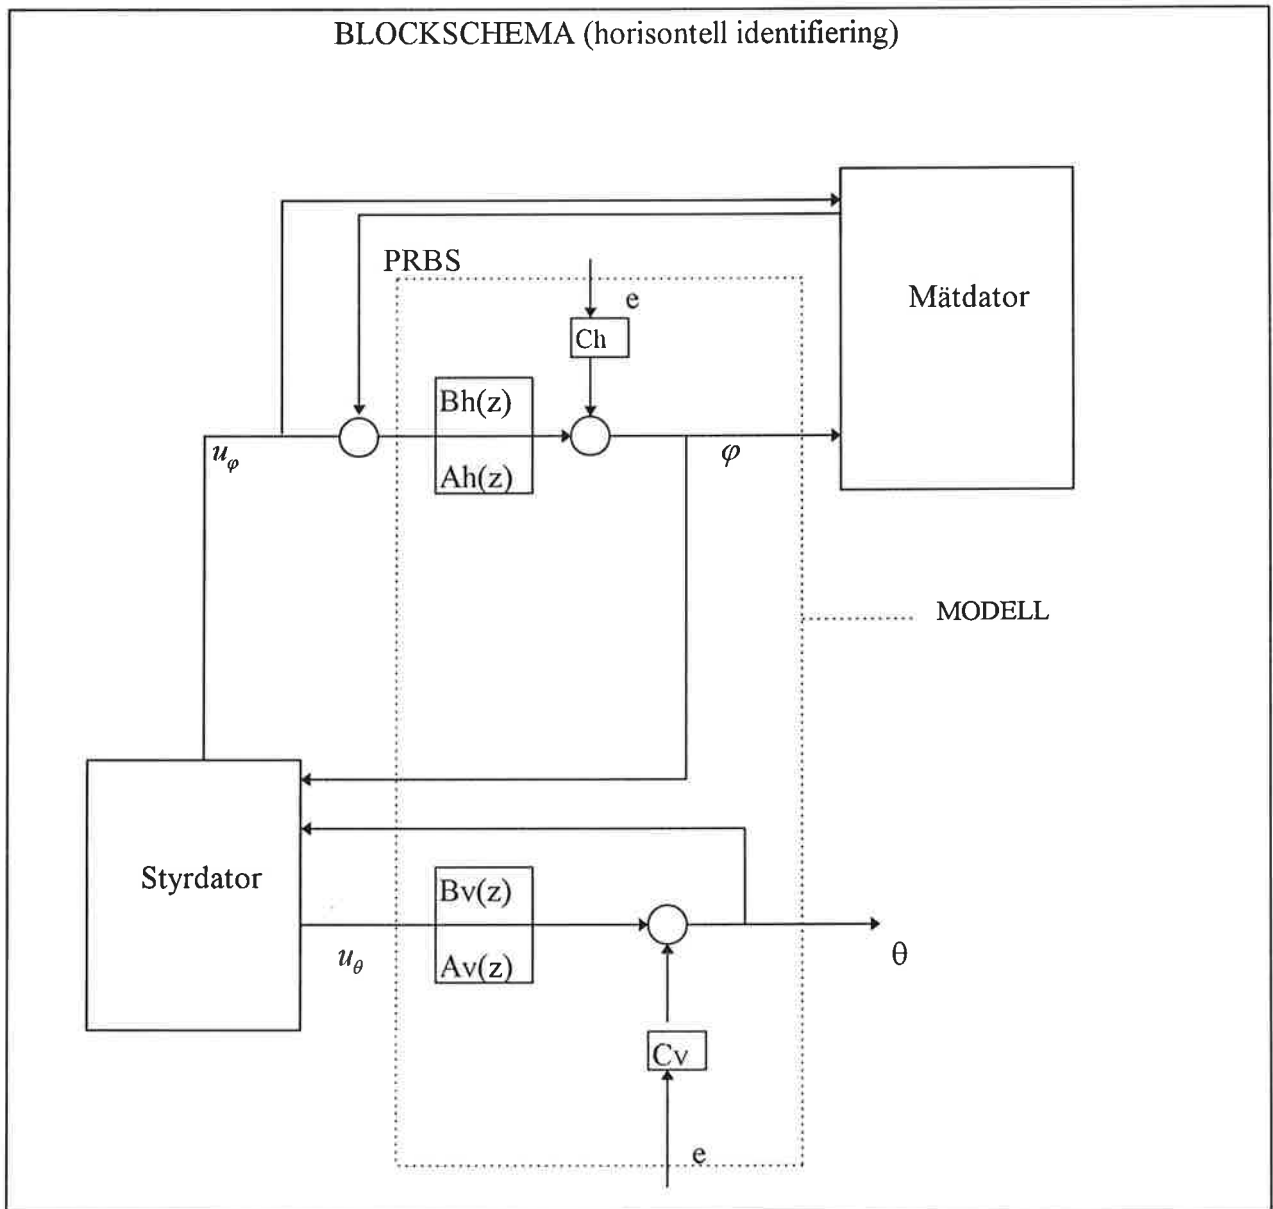 BLOCKSCHEMA (horisontell identifiering)
PRBS
e
Mätdator
Ch
Bh(z)
Ah(z)
uφ
φ
MODELL
Styrdator
Bv(z)
Av(z)
uθ
θ
Cv
e